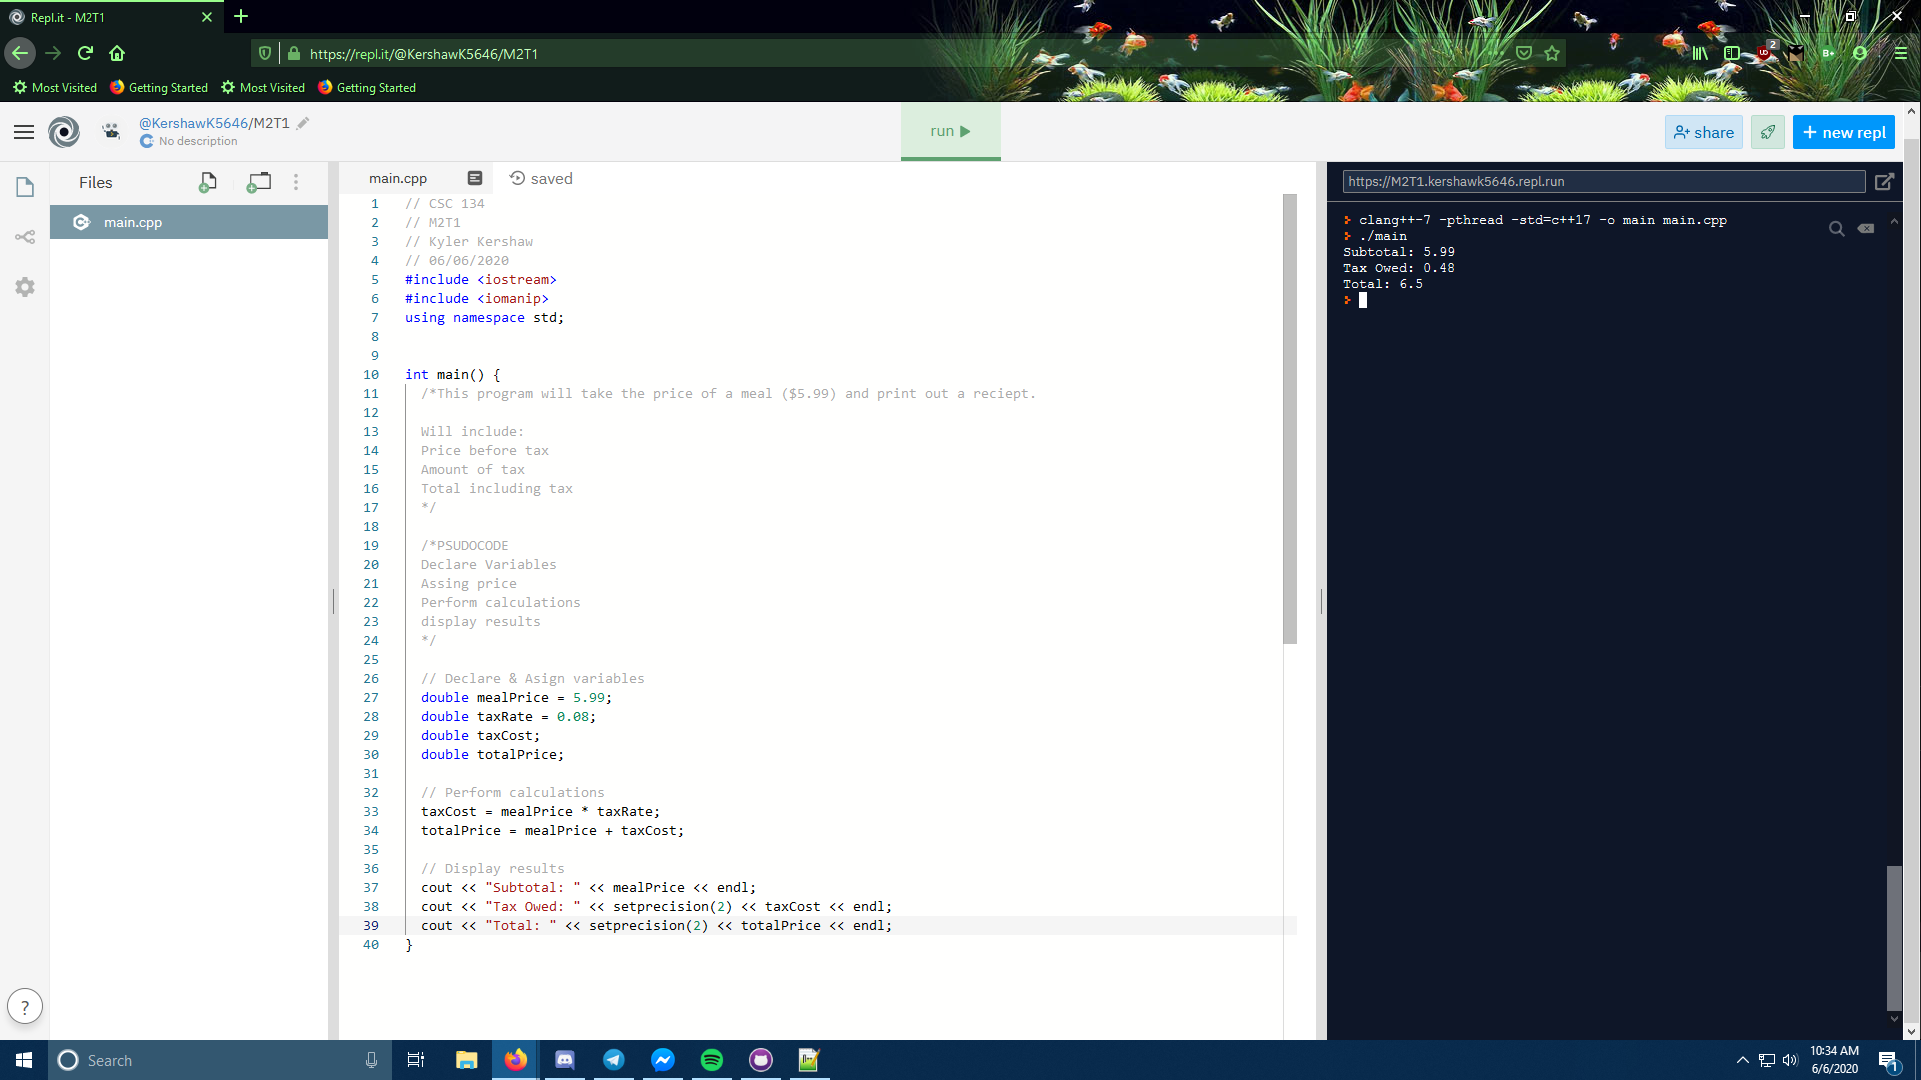 Repl.it - M2T1
https://repl.it/@KershawK5646/M2T1
2
B+
Most Visited
Getting Started
Most Visited
Getting Started
@KershawK5646/M2T1
No description
run
share
+ new repl
Files
main.cpp
main.cpp
saved
1 // CSC 134
2 // M2T1
3 // Kyler Kershaw
4 // 06/06/2020
5 #include <iostream>
6 #include <iomanip>
7 using namespace std;
8
9
10 int main() {
11 /*This program will take the price of a meal ($5.99) and print out a reciept.
12
13 Will include:
14 Price before tax
15 Amount of tax
16 Total including tax
17 */
18
19 /*PSUDOCODE
20 Declare Variables
21 Assing price
22 Perform calculations
23 display results
24 */
25
26 // Declare & Asign variables
27 double mealPrice = 5.99;
28 double taxRate = 0.08;
29 double taxCost;
30 double totalPrice;
31
32 // Perform calculations
33 taxCost = mealPrice * taxRate;
34 totalPrice = mealPrice + taxCost;
35
36 // Display results
37 cout << "Subtotal: " << mealPrice << endl;
38 cout << "Tax Owed: " << setprecision(2) << taxCost << endl;
39 cout << "Total: " << setprecision(2) << totalPrice << endl;
40 }
https://M2T1.kershawk5646.repl.run
clang++-7 -pthread -std=c++17 -o main main.cpp
./main
Subtotal: 5.99
Tax Owed: 0.48
Total: 6.5
?
Search
10:34 AM
6/6/2020
1